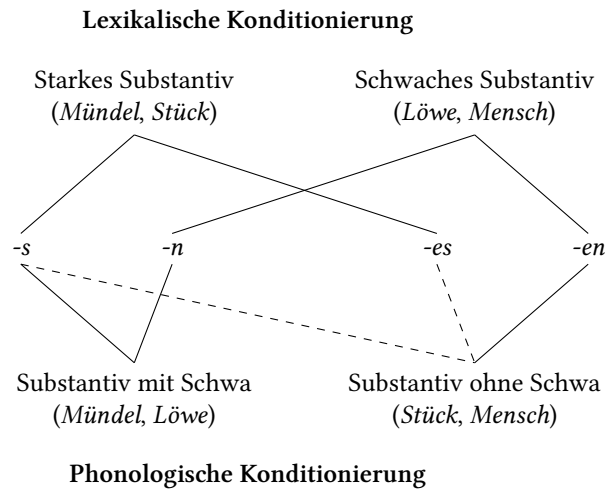 Lexikalische Konditionierung
Starkes Substantiv Schwaches Substantiv
(Mündel, Stück) (Löwe, Mensch)
-s -n -es -en
Substantiv mit Schwa Substantiv ohne Schwa
(Mündel, Löwe) (Stück, Mensch)
Phonologische Konditionierung